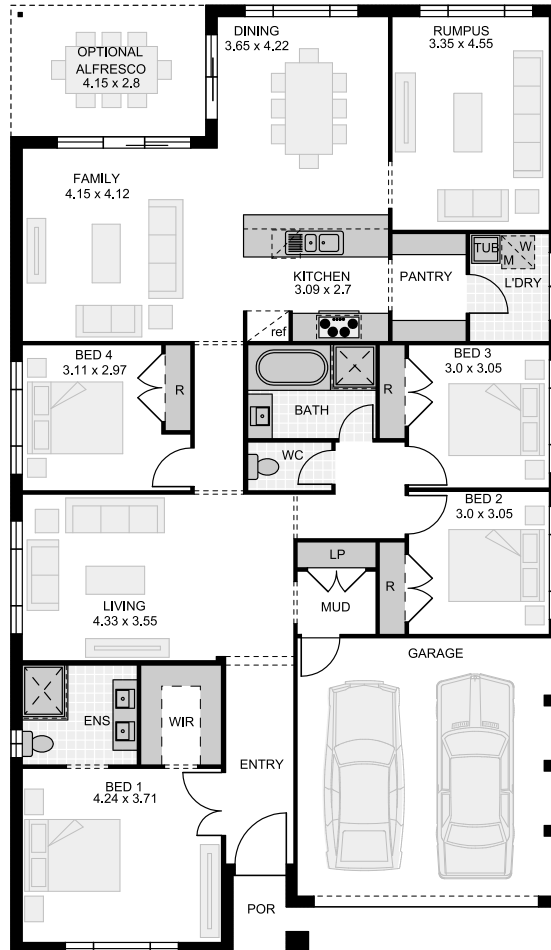 DINING
3.65 x 4.22
RUMPUS
3.35 x 4.55
OPTIONAL
ALFRESCO
4.15 x 2.8
FAMILY
4.15 x 4.12
TUB
W
M
L'DRY
KITCHEN
3.09 x 2.7
PANTRY
ref
BED 4
3.11 x 2.97
R
BATH
R
BED 3
3.0 x 3.05
WC
BED 2
3.0 x 3.05
LP
R
MUD
LIVING
4.33 x 3.55
GARAGE
ENS
WIR
ENTRY
BED 1
4.24 x 3.71
POR